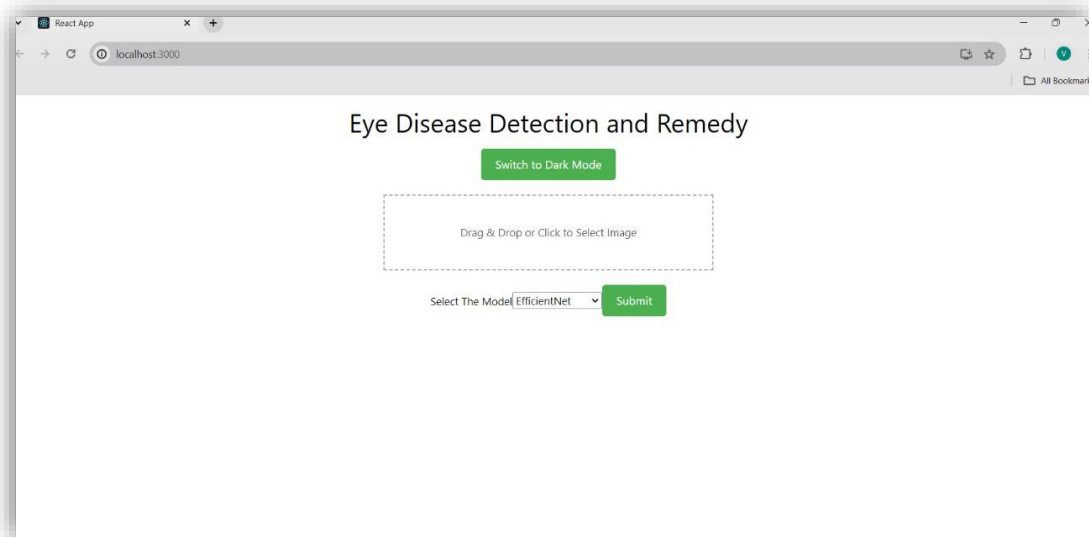 React App
localhost:3000
V
All Bookmark
Eye Disease Detection and Remedy
Switch to Dark Mode
Drag & Drop or Click to Select Image
Select The Model EfficientNet Submit